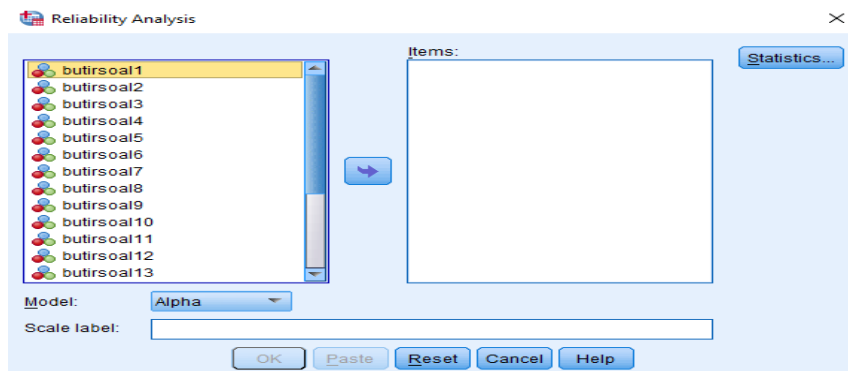 Reliability Analysis
Items:
Statistics...
butirsoal1
butirsoal2
butirsoal3
butirsoal4
butirsoal5
butirsoal6
butirsoal7
butirsoal8
butirsoal9
butirsoal10
butirsoal11
butirsoal12
butirsoal13
Model: Alpha
Scale label:
OK Paste Reset Cancel Help